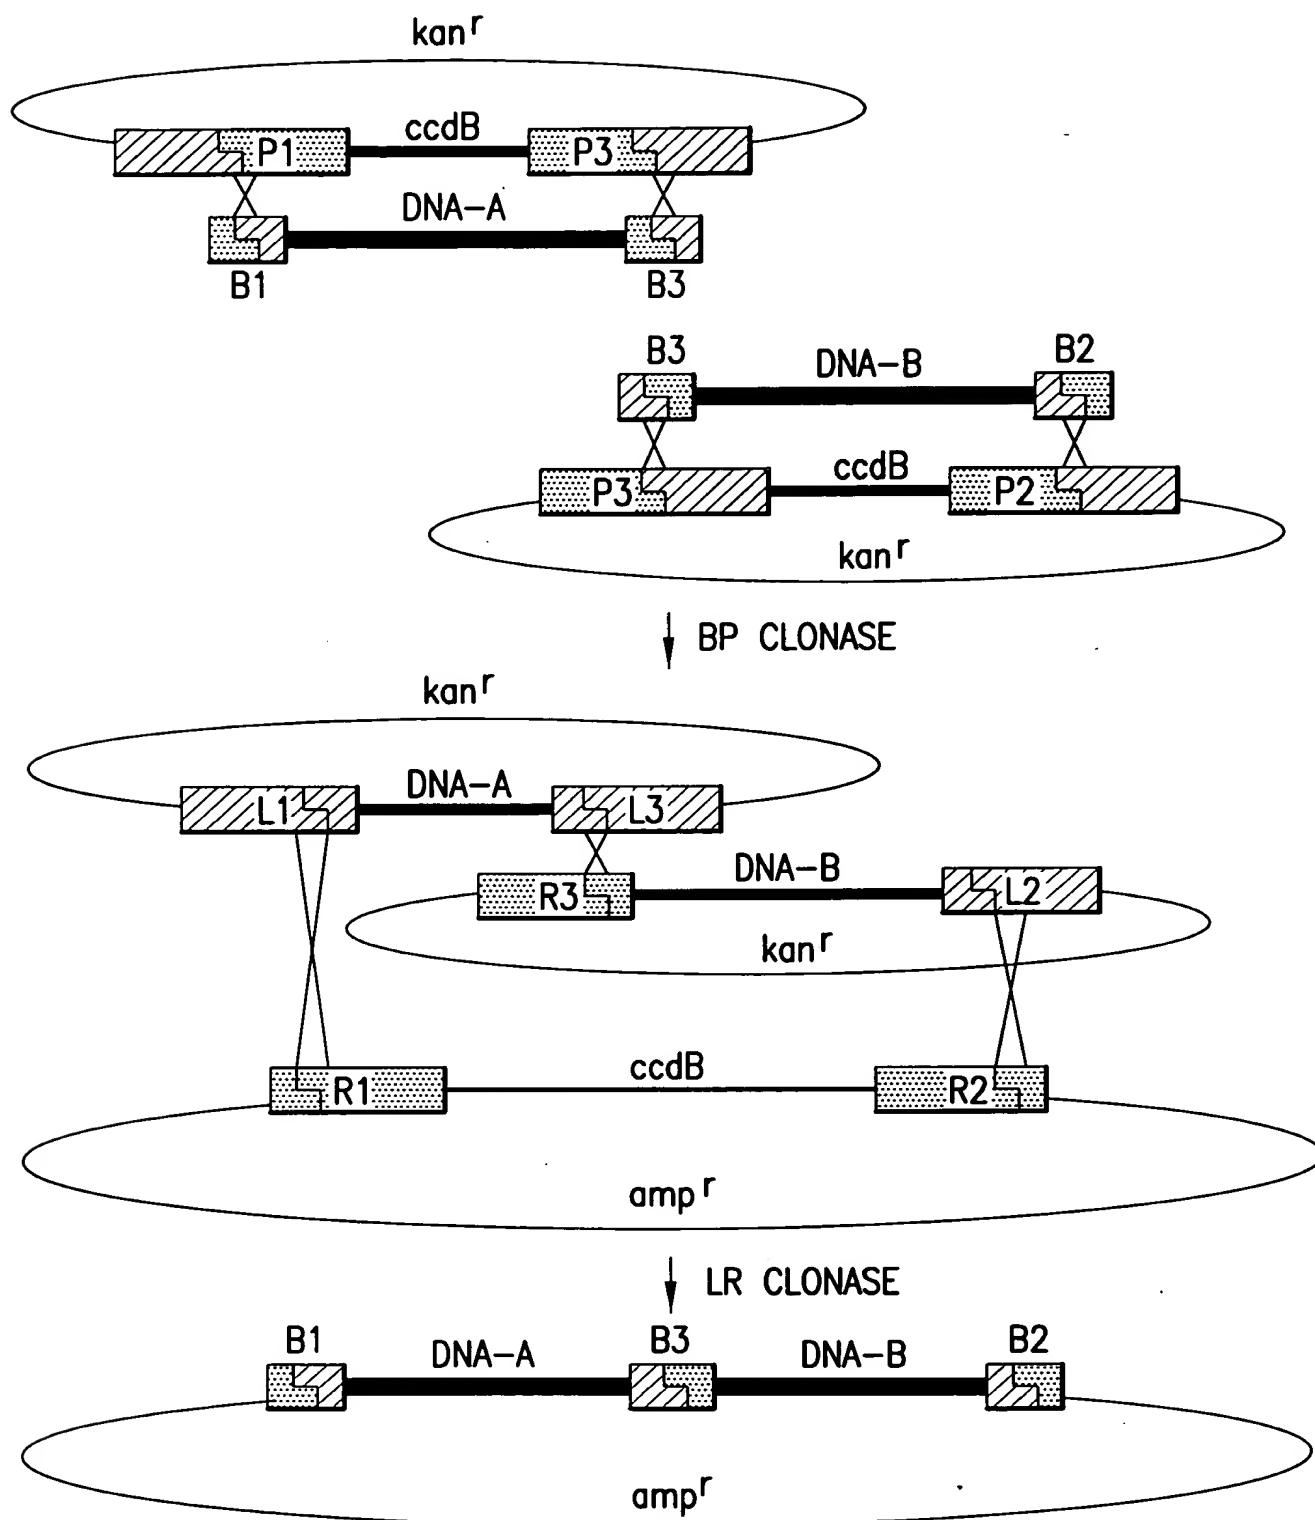 kanʳ
ccdB
P1 P3
DNA-A
B1 B3
B3 DNA-B B2
ccdB
P3 P2
kanʳ
BP CLONASE
kanʳ
DNA-A
L1 L3
DNA-B
R3 L2
kanʳ
ccdB
R1 R2
ampʳ
LR CLONASE
B1 DNA-A B3 DNA-B B2
ampʳ